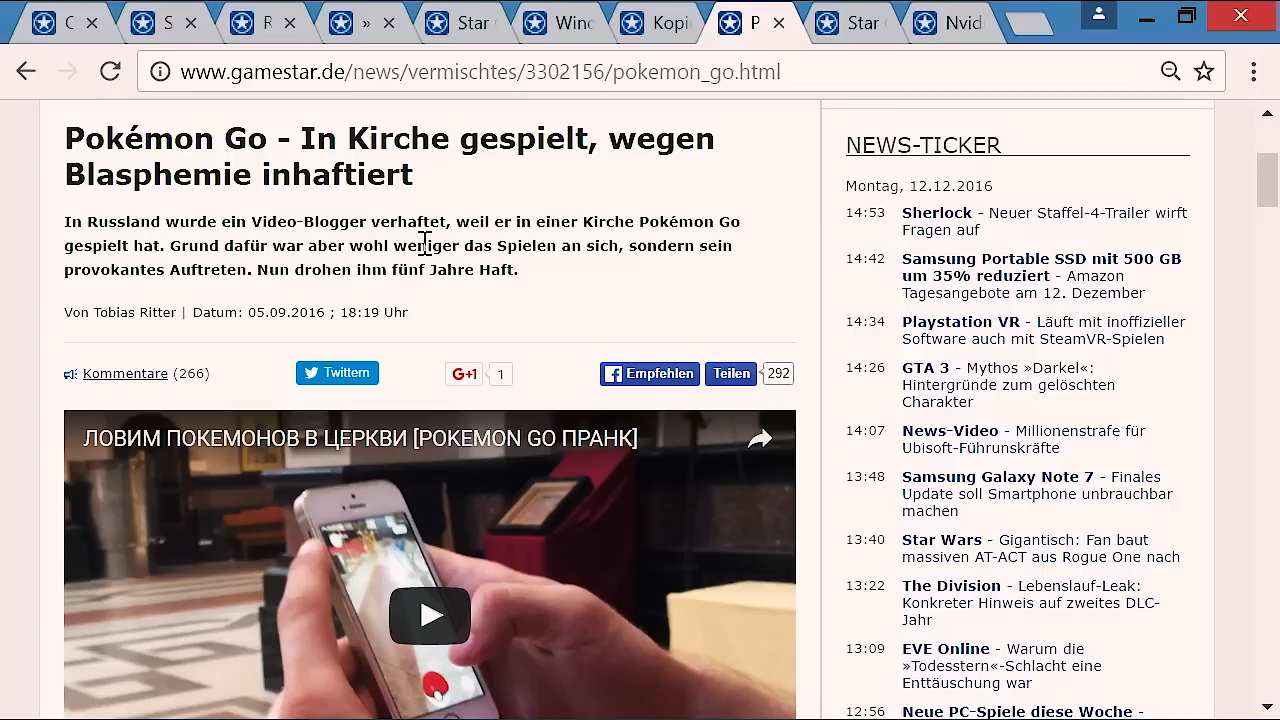 C
S
R
»
Star
Wind
Kopi
P
Star
Nvid
www.gamestar.de/news/vermischtes/3302156/pokemon_go.html
Pokémon Go - In Kirche gespielt, wegen
Blasphemie inhaftiert
In Russland wurde ein Video-Blogger verhaftet, weil er in einer Kirche Pokémon Go
gespielt hat. Grund dafür war aber wohl weniger das Spielen an sich, sondern sein
provokantes Auftreten. Nun drohen ihm fünf Jahre Haft.
Von Tobias Ritter | Datum: 05.09.2016 ; 18:19 Uhr
Kommentare (266)
Twittern
G+1 1
Empfehlen
Teilen
292
ЛОВИМ ПОКЕМОНОВ В ЦЕРКВИ [POKEMON GO ПРАНК]
NEWS-TICKER
Montag, 12.12.2016
14:53 Sherlock - Neuer Staffel-4-Trailer wirft
Fragen auf
14:42 Samsung Portable SSD mit 500 GB
um 35% reduziert - Amazon
Tagesangebote am 12. Dezember
14:34 Playstation VR - Läuft mit inoffizieller
Software auch mit SteamVR-Spielen
14:26 GTA 3 - Mythos »Darkel«:
Hintergründe zum gelöschten
Charakter
14:07 News-Video - Millionenstrafe für
Ubisoft-Führunskräfte
13:48 Samsung Galaxy Note 7 - Finales
Update soll Smartphone unbrauchbar
machen
13:40 Star Wars - Gigantisch: Fan baut
massiven AT-ACT aus Rogue One nach
13:22 The Division - Lebenslauf-Leak:
Konkreter Hinweis auf zweites DLC-
Jahr
13:09 EVE Online - Warum die
»Todesstern«-Schlacht eine
Enttäuschung war
12:56 Neue PC-Spiele diese Woche -